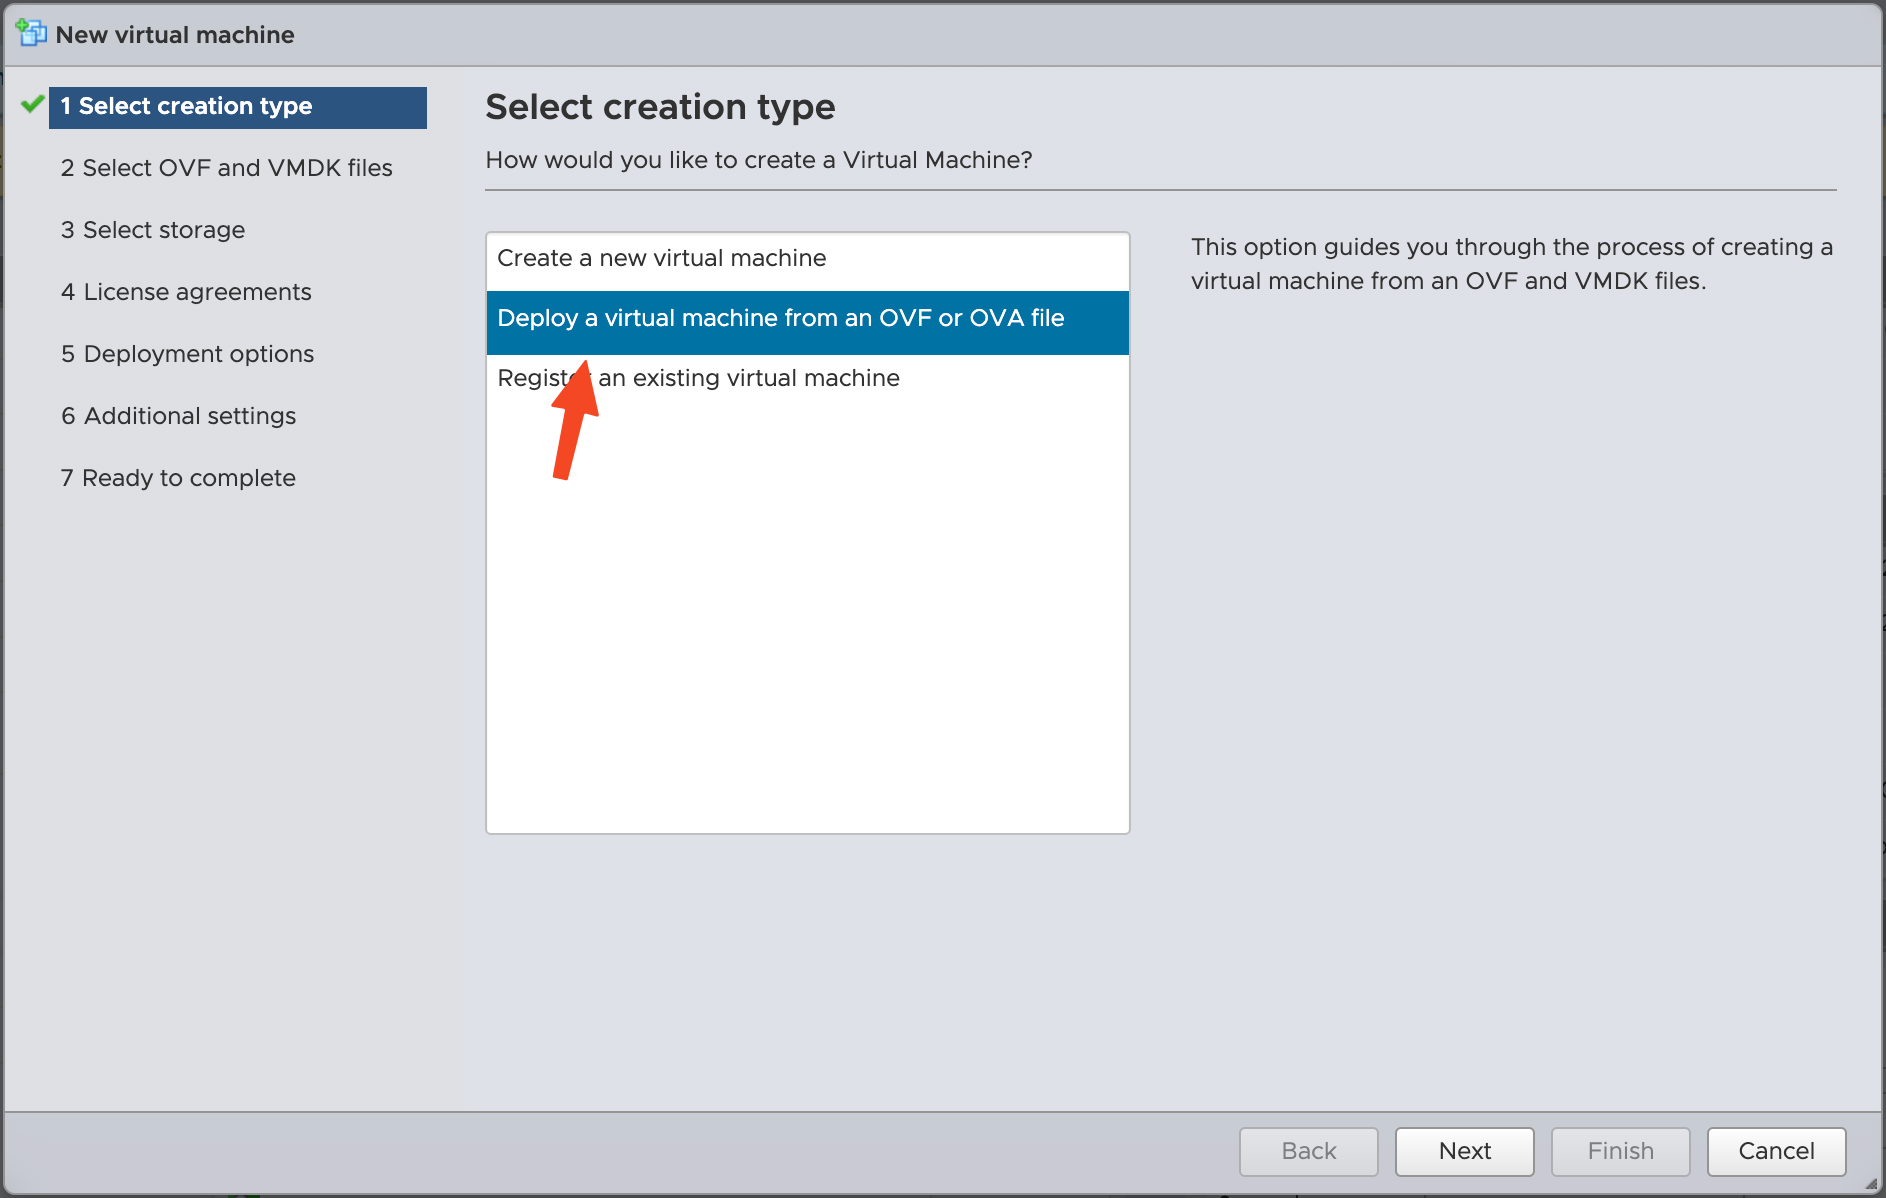 New virtual machine
1 Select creation type
2 Select OVF and VMDK files
3 Select storage
4 License agreements
5 Deployment options
6 Additional settings
7 Ready to complete
Select creation type
How would you like to create a Virtual Machine?
Create a new virtual machine
Deploy a virtual machine from an OVF or OVA file
Register an existing virtual machine
This option guides you through the process of creating a
virtual machine from an OVF and VMDK files.
Back
Next
Finish
Cancel